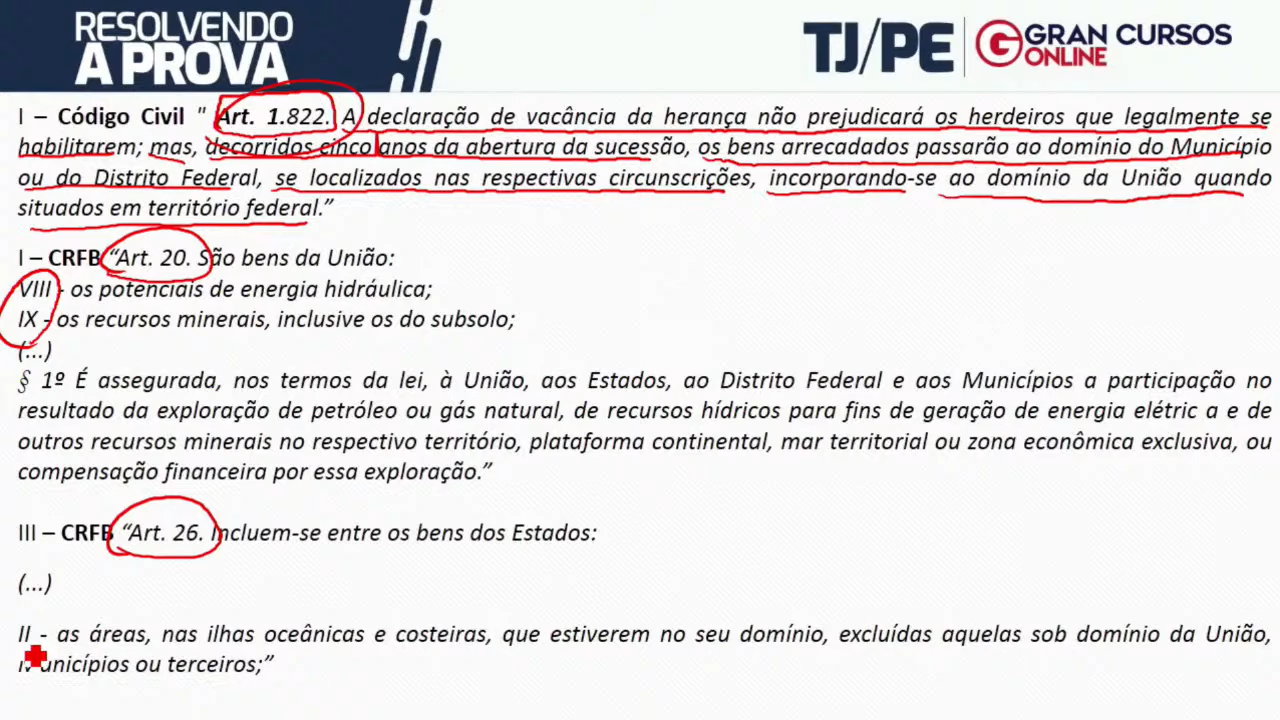 RESOLVENDO
A PROVA
TJ/PE
GRAN CURSOS
ONLINE
I – Código Civil " Art. 1.822. A declaração de vacância da herança não prejudicará os herdeiros que legalmente se
habilitarem; mas, decorridos cinco anos da abertura da sucessão, os bens arrecadados passarão ao domínio do Município
ou do Distrito Federal, se localizados nas respectivas circunscrições, incorporando-se ao domínio da União quando
situados em território federal.”
I – CRFB “Art. 20. São bens da União:
VIII - os potenciais de energia hidráulica;
IX - os recursos minerais, inclusive os do subsolo;
(...)
§ 1º É assegurada, nos termos da lei, à União, aos Estados, ao Distrito Federal e aos Municípios a participação no
resultado da exploração de petróleo ou gás natural, de recursos hídricos para fins de geração de energia elétric a e de
outros recursos minerais no respectivo território, plataforma continental, mar territorial ou zona econômica exclusiva, ou
compensação financeira por essa exploração.”
III – CRFB “Art. 26. Incluem-se entre os bens dos Estados:
(...)
II - as áreas, nas ilhas oceânicas e costeiras, que estiverem no seu domínio, excluídas aquelas sob domínio da União,
Municípios ou terceiros;”